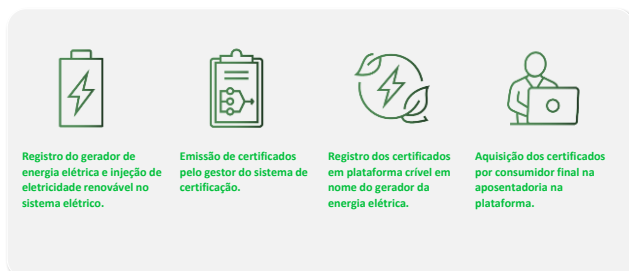 Registro do gerador de
energia elétrica e injeção de
eletricidade renovável no
sistema elétrico.
Emissão de certificados
pelo gestor do sistema de
certificação.
Registro dos certificados
em plataforma crível em
nome do gerador da
energia elétrica.
Aquisição dos certificados
por consumidor final na
aposentadoria na
plataforma.